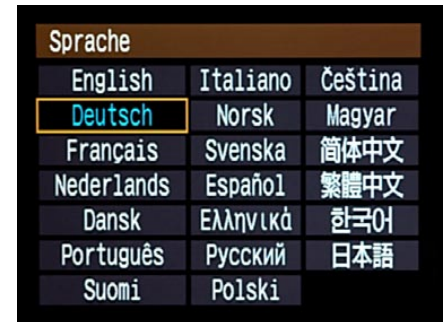 Sprache
English Italiano Čeština
Deutsch Norsk Magyar
Français Svenska 简体中文
Nederlands Español 繁體中文
Dansk Ελληνικά 한국어
Português Русский 日本語
Suomi Polski